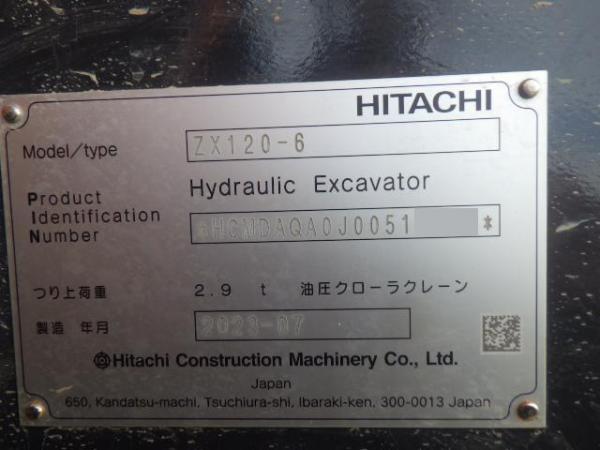 HITACHI
Model/type ZX120-6
Product Identification Number Hydraulic Excavator
HCMDAQA0J0051 *
つり上荷重 2.9 t 油圧クローラクレーン
製造 年月 2023-07
Hitachi Construction Machinery Co., Ltd.
Japan
650, Kandatsu-machi, Tsuchiura-shi, Ibaraki-ken, 300-0013 Japan